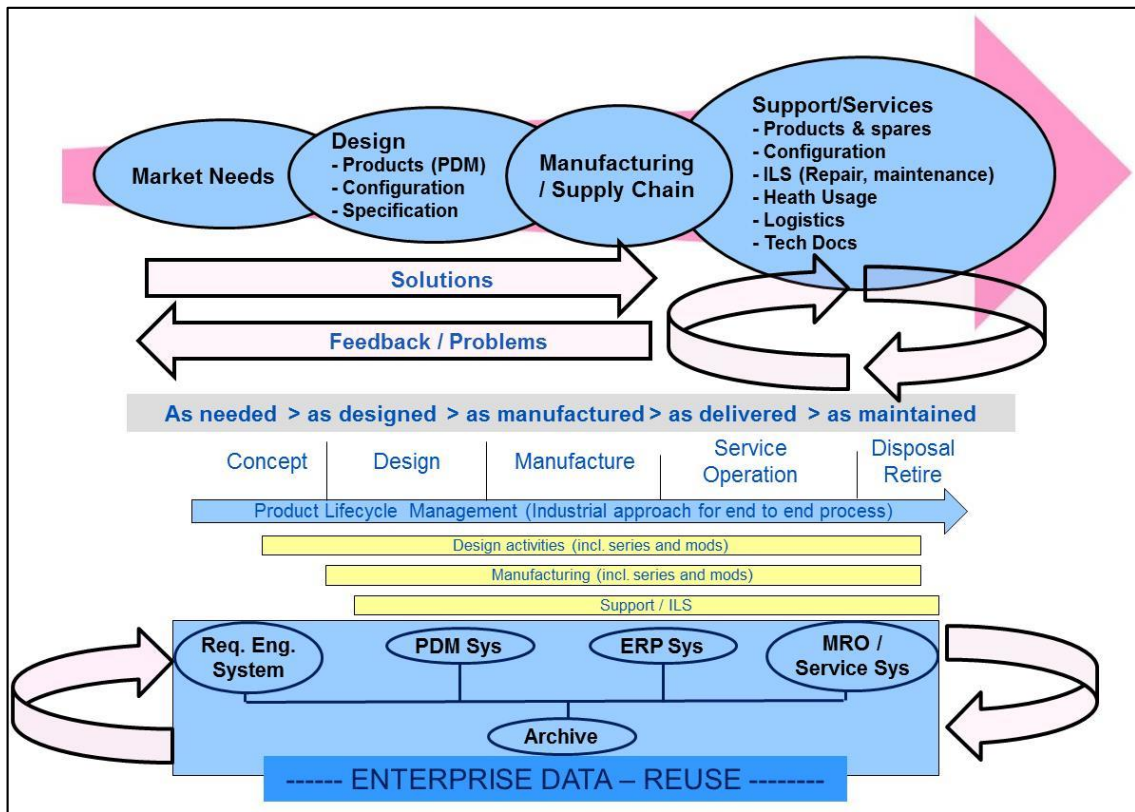 Market Needs
Design
- Products (PDM)
- Configuration
- Specification
Manufacturing
/ Supply Chain
Support/Services
- Products & spares
- Configuration
- ILS (Repair, maintenance)
- Heath Usage
- Logistics
- Tech Docs
Solutions
Feedback / Problems
As needed > as designed > as manufactured > as delivered > as maintained
Concept
Design
Manufacture
Service
Operation
Disposal
Retire
Product Lifecycle Management (Industrial approach for end to end process)
Design activities (incl. series and mods)
Manufacturing (incl. series and mods)
Support / ILS
Req. Eng.
System
PDM Sys
ERP Sys
MRO /
Service Sys
Archive
------ ENTERPRISE DATA – REUSE --------